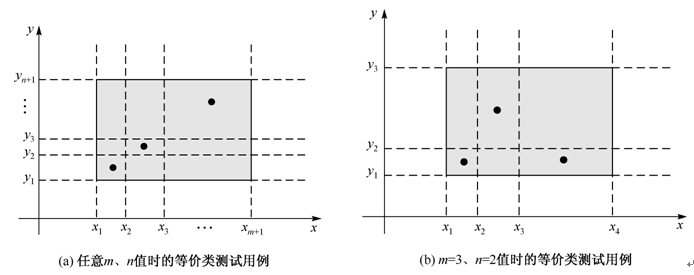 y
y_{n+1}
⋮
y_3
y_2
y_1
x_1 x_2 x_3 ⋯ x_{m+1} x
(a) 任意m、n值时的等价类测试用例
y
y_3
y_2
y_1
x_1 x_2 x_3 x_4 x
(b) m=3、n=2值时的等价类测试用例